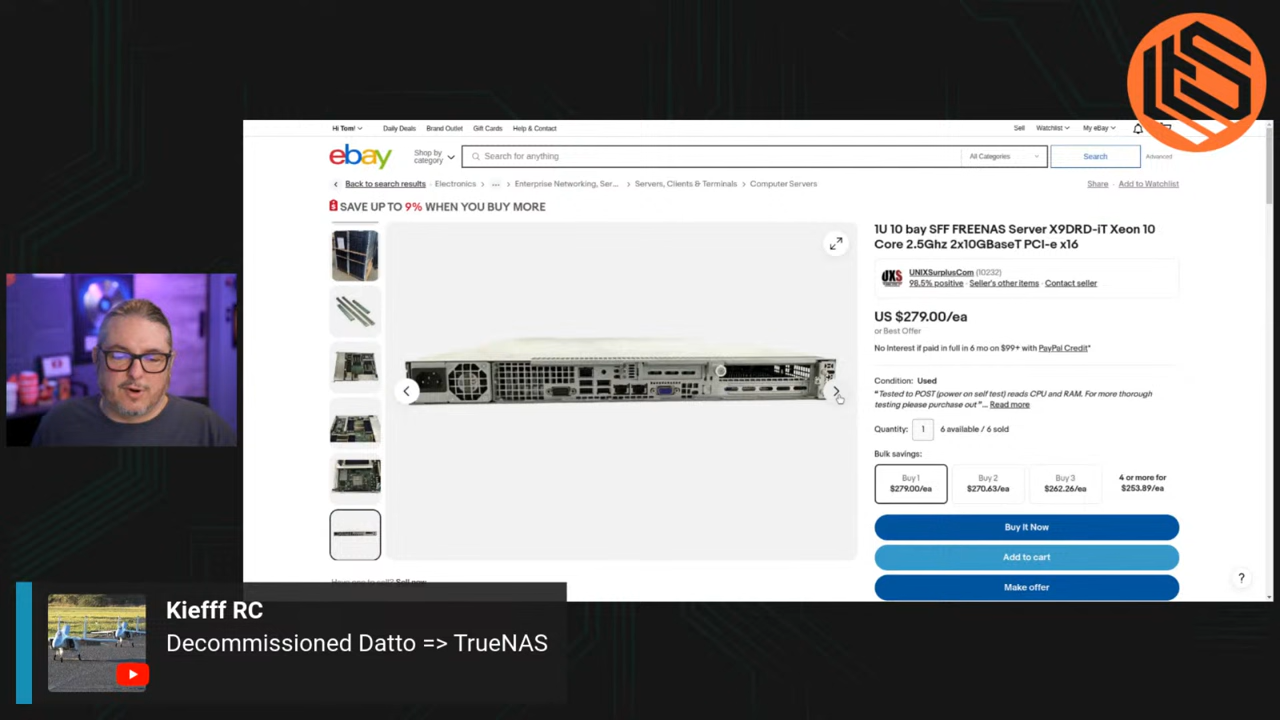 Hi Tom!
Daily Deals
Brand Outlet
Gift Cards
Help & Contact
Sell
Watchlist
My eBay
ebay
Shop by
category
Search for anything
All Categories
Search
Advanced
Back to search results
Electronics
...
Enterprise Networking, Ser...
Servers, Clients & Terminals
Computer Servers
Share
Add to Watchlist
SAVE UP TO 9% WHEN YOU BUY MORE
1U 10 bay SFF FREENAS Server X9DRD-iT Xeon 10
Core 2.5Ghz 2x10GBaseT PCI-e x16
UXS
UNIXSurplusCom (10232)
98.5% positive · Seller's other items · Contact seller
US $279.00/ea
or Best Offer
No Interest if paid in full in 6 mo on $99+ with PayPal Credit*
Condition: Used
"Tested to POST (power on self test) reads CPU and RAM. For more thorough
testing please purchase out" ... Read more
Quantity: 1 6 available / 6 sold
Bulk savings:
Buy 1
$279.00/ea
Buy 2
$270.63/ea
Buy 3
$262.26/ea
4 or more for
$253.89/ea
Buy It Now
Add to cart
Make offer
?
Kiefff RC
Decommissioned Datto => TrueNAS